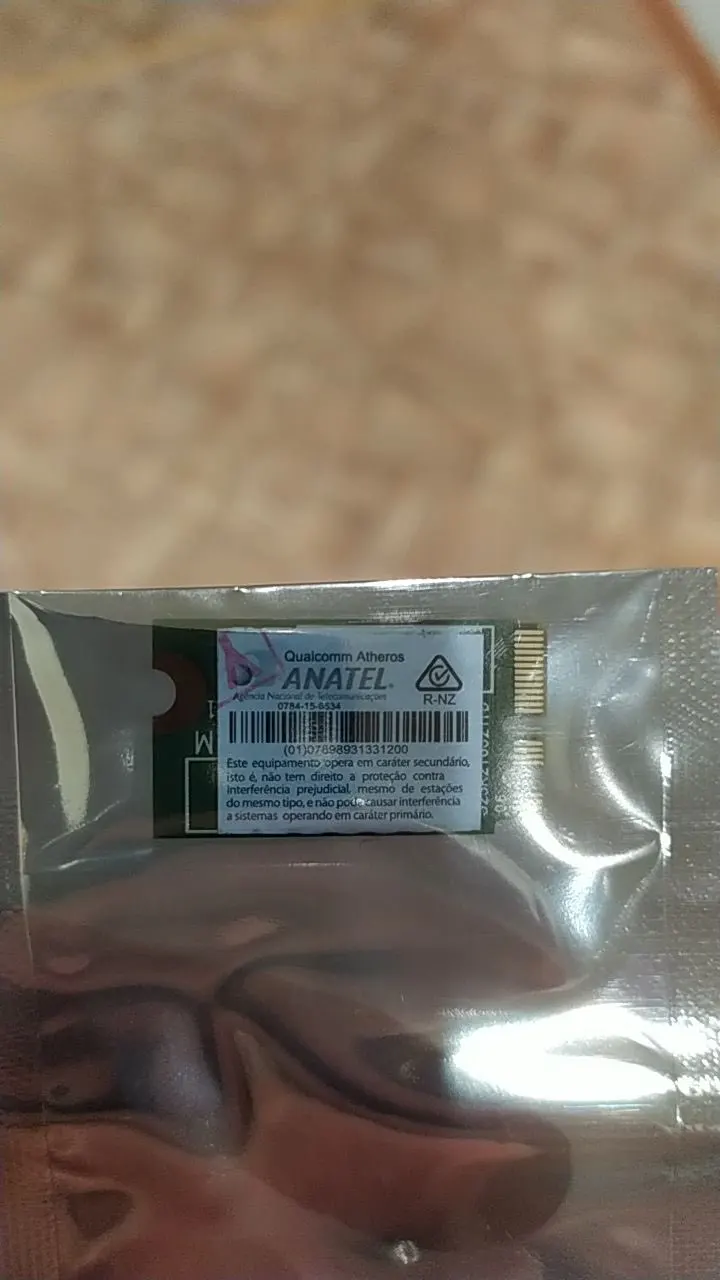 Qualcomm Atheros
ANATEL
Agência Nacional de Telecomunicações
R-NZ
0784-15-6534
(01)07898931331200
Este equipamento opera em caráter secundário,
isto é, não tem direito a proteção contra
interferência prejudicial, mesmo de estações
do mesmo tipo, e não pode causar interferência
a sistemas operando em caráter primário.